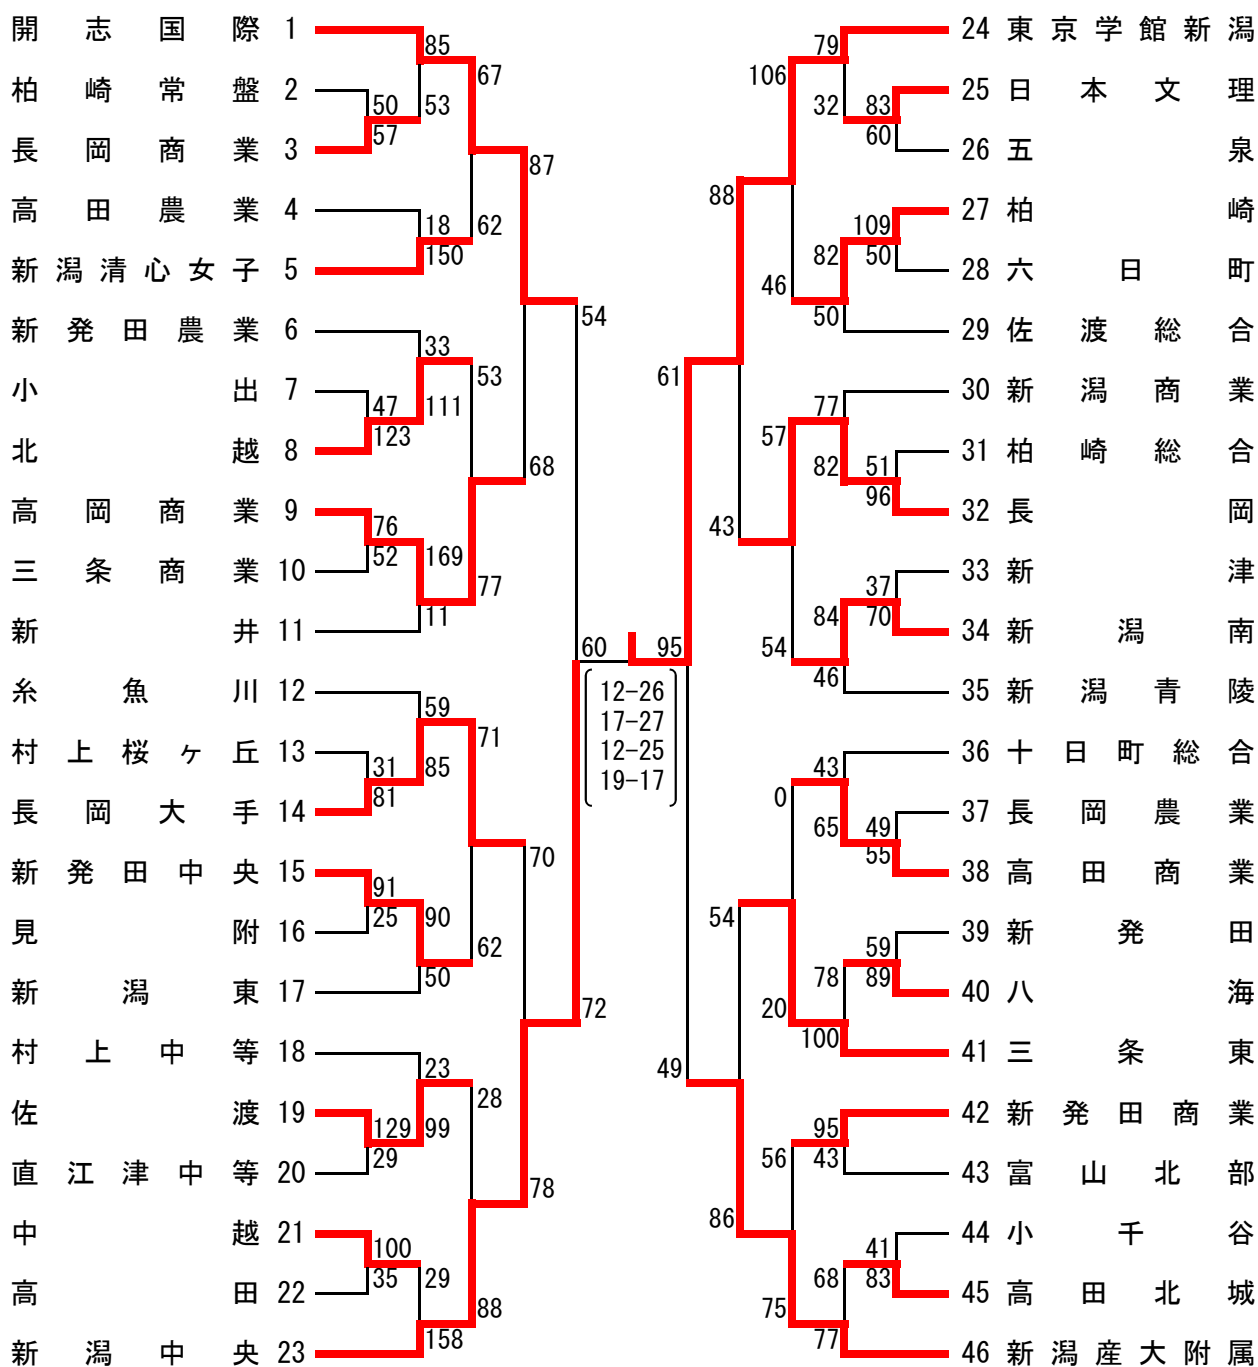 開志国際 1
柏崎常盤 2
長岡商業 3
高田農業 4
新潟清心女子 5
新発田農業 6
小出 7
北越 8
高岡商業 9
三条商業 10
新井 11
糸魚川 12
村上桜ヶ丘 13
長岡大手 14
新発田中央 15
見附 16
新潟東 17
村上中等 18
佐渡 19
直江津中等 20
中越 21
高田 22
新潟中央 23
85
53
50
57
67
62
18
150
87
68
33
111
47
123
53
77
76
52
169
11
54
72
59
85
31
81
71
62
91
25
90
50
70
78
23
99
129
29
28
88
100
35
29
158
60
95
12-26
17-27
12-25
19-17
61
49
88
43
106
46
79
32
83
60
109
50
82
50
57
54
77
82
51
96
37
70
84
46
54
86
0
20
43
65
49
55
59
89
78
100
56
75
95
43
41
83
68
77
24 東京学館新潟
25 日本文理
26 五泉
27 柏崎
28 六日町
29 佐渡総合
30 新潟商業
31 柏崎総合
32 長岡
33 新津
34 新潟南
35 新潟青陵
36 十日町総合
37 長岡農業
38 高田商業
39 新発田
40 八海
41 三条東
42 新発田商業
43 富山北部
44 小千谷
45 高田北城
46 新潟産大附属